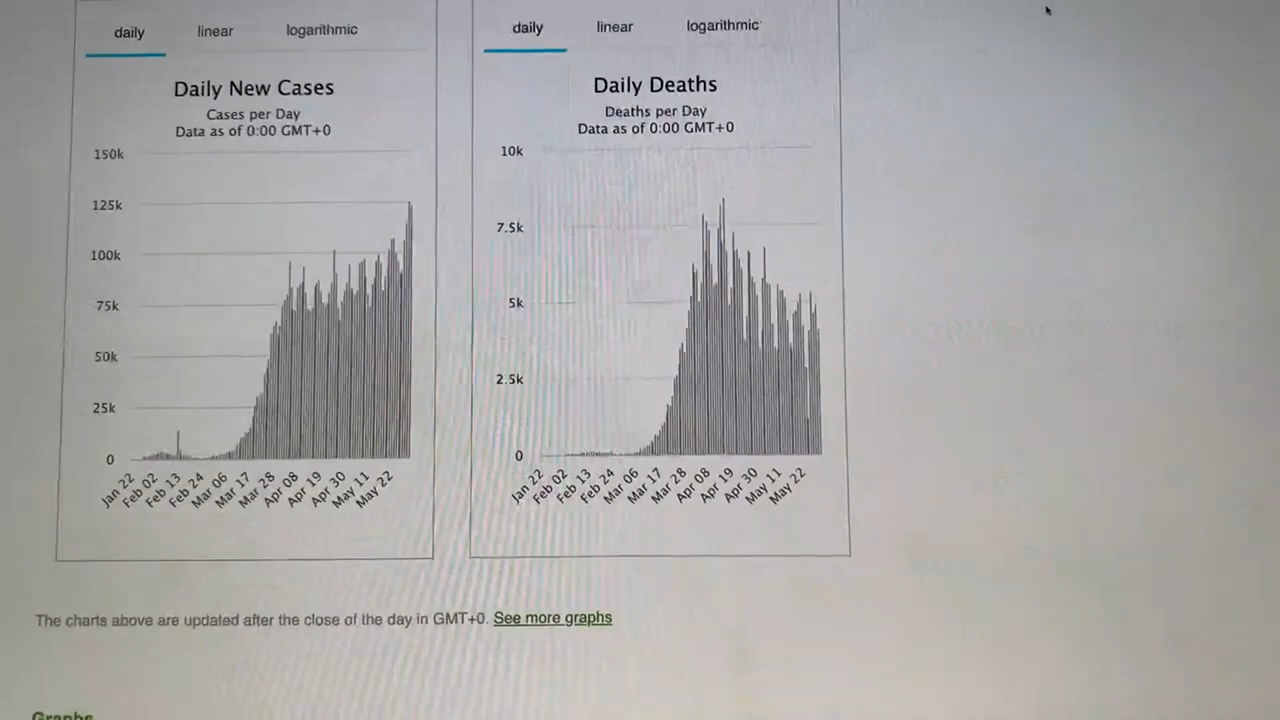 daily linear logarithmic
Daily New Cases
Cases per Day
Data as of 0:00 GMT+0
150k
125k
100k
75k
50k
25k
0
Jan 22 Feb 02 Feb 13 Feb 24 Mar 06 Mar 17 Mar 28 Apr 08 Apr 19 Apr 30 May 11 May 22
daily linear logarithmic
Daily Deaths
Deaths per Day
Data as of 0:00 GMT+0
10k
7.5k
5k
2.5k
0
Jan 22 Feb 02 Feb 13 Feb 24 Mar 06 Mar 17 Mar 28 Apr 08 Apr 19 Apr 30 May 11 May 22
The charts above are updated after the close of the day in GMT+0. See more graphs
Graphs